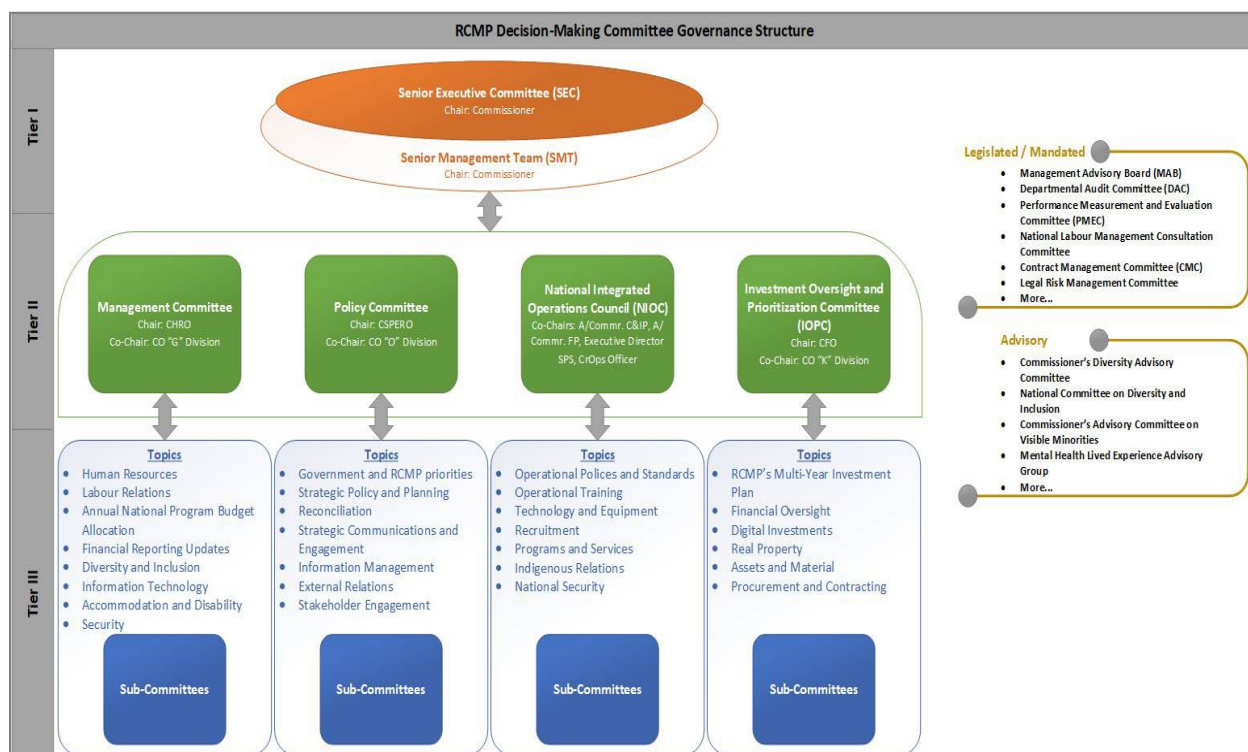 RCMP Decision-Making Committee Governance Structure
Tier I
Senior Executive Committee (SEC)
Chair: Commissioner
Senior Management Team (SMT)
Chair: Commissioner
Tier II
Management Committee
Chair: CHRO
Co-Chair: CO "G" Division
Policy Committee
Chair: CSPERO
Co-Chair: CO "O" Division
National Integrated
Operations Council (NIOC)
Co-Chairs: A/Commr. C&IP, A/
Commr. FP, Executive Director
SPS, CrOps Officer
Investment Oversight and
Prioritization Committee
(IOPC)
Chair: CFO
Co-Chair: CO "K" Division
Tier III
Topics
• Human Resources
• Labour Relations
• Annual National Program Budget
Allocation
• Financial Reporting Updates
• Diversity and Inclusion
• Information Technology
• Accommodation and Disability
• Security
Sub-Committees
Topics
• Government and RCMP priorities
• Strategic Policy and Planning
• Reconciliation
• Strategic Communications and
Engagement
• Information Management
• External Relations
• Stakeholder Engagement
Sub-Committees
Topics
• Operational Polices and Standards
• Operational Training
• Technology and Equipment
• Recruitment
• Programs and Services
• Indigenous Relations
• National Security
Sub-Committees
Topics
• RCMP's Multi-Year Investment
Plan
• Financial Oversight
• Digital Investments
• Real Property
• Assets and Material
• Procurement and Contracting
Sub-Committees
Legislated / Mandated
• Management Advisory Board (MAB)
• Departmental Audit Committee (DAC)
• Performance Measurement and Evaluation
Committee (PMEC)
• National Labour Management Consultation
Committee
• Contract Management Committee (CMC)
• Legal Risk Management Committee
• More...
Advisory
• Commissioner's Diversity Advisory
Committee
• National Committee on Diversity and
Inclusion
• Commissioner's Advisory Committee on
Visible Minorities
• Mental Health Lived Experience Advisory
Group
• More...